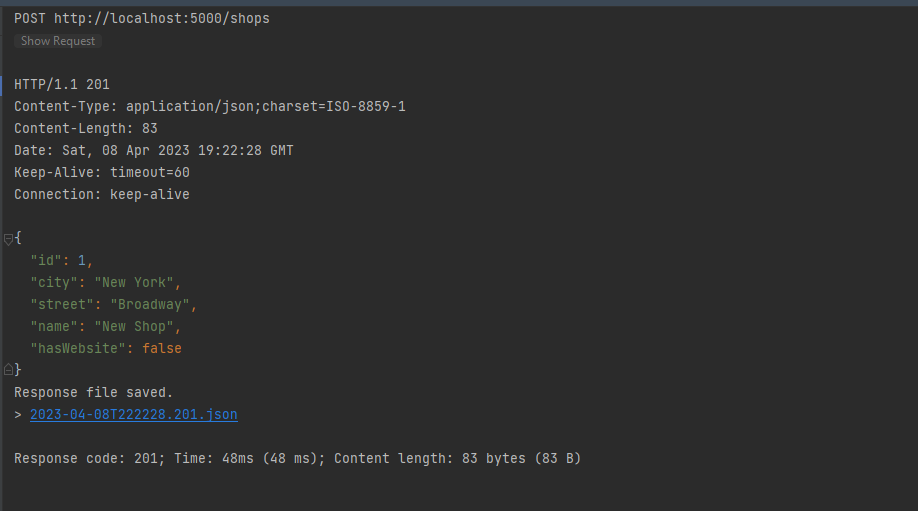 POST http://localhost:5000/shops
Show Request
HTTP/1.1 201
Content-Type: application/json;charset=ISO-8859-1
Content-Length: 83
Date: Sat, 08 Apr 2023 19:22:28 GMT
Keep-Alive: timeout=60
Connection: keep-alive
{
  "id": 1,
  "city": "New York",
  "street": "Broadway",
  "name": "New Shop",
  "hasWebsite": false
}
Response file saved.
> 2023-04-08T222228.201.json
Response code: 201; Time: 48ms (48 ms); Content length: 83 bytes (83 B)